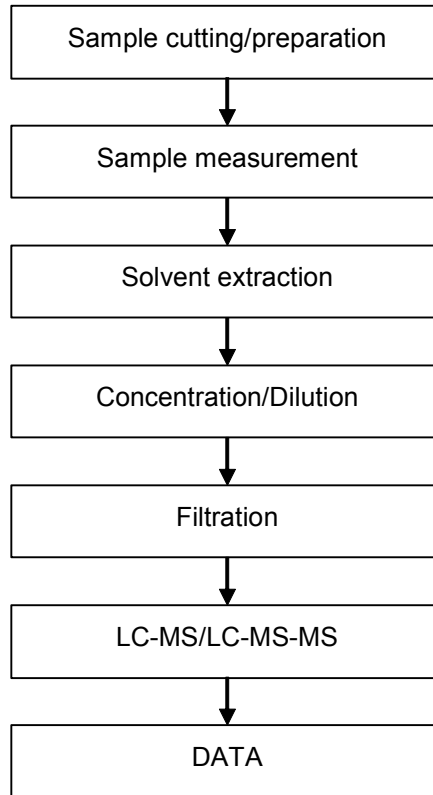 Sample cutting/preparation
Sample measurement
Solvent extraction
Concentration/Dilution
Filtration
LC-MS/LC-MS-MS
DATA